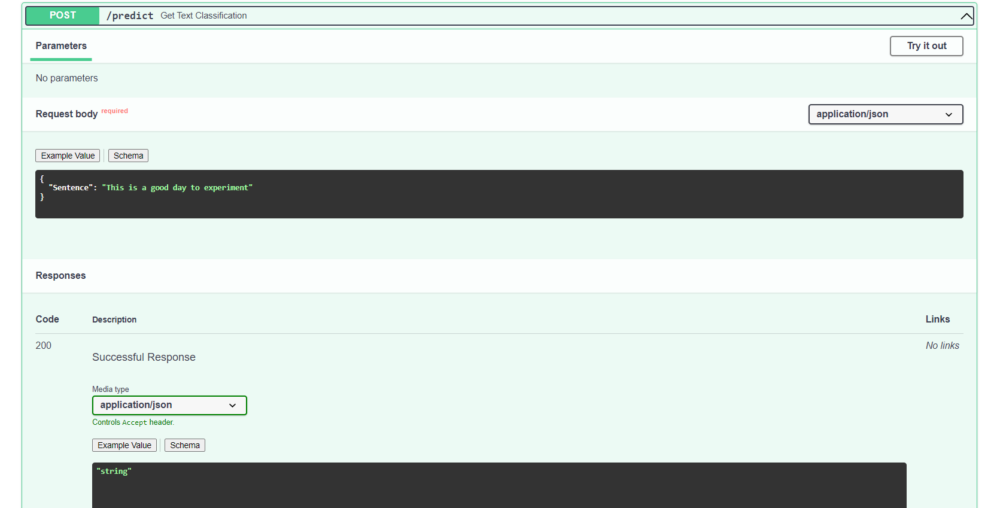 POST /predict Get Text Classification
Parameters Try it out
No parameters
Request body required application/json
Example Value Schema
{
"Sentence": "This is a good day to experiment"
}
Responses
Code Description Links
200 No links
Successful Response
Media type
application/json
Controls Accept header.
Example Value Schema
"string"